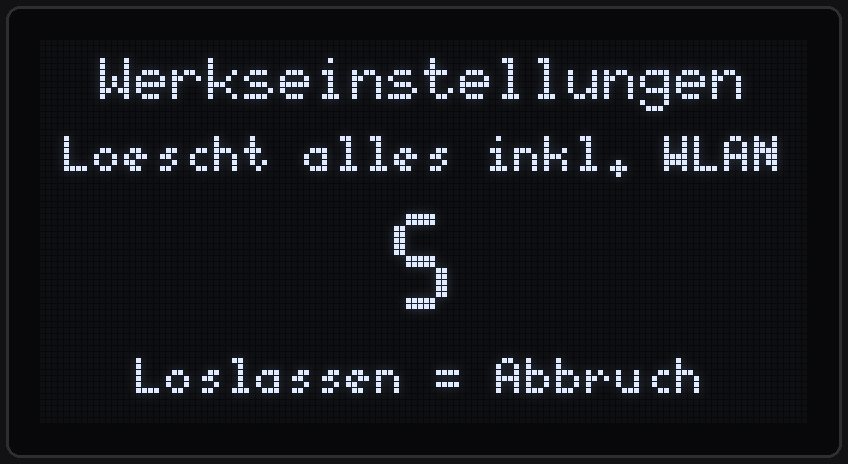 Werkseinstellungen
Loescht alles inkl. WLAN
5
Loslassen = Abbruch